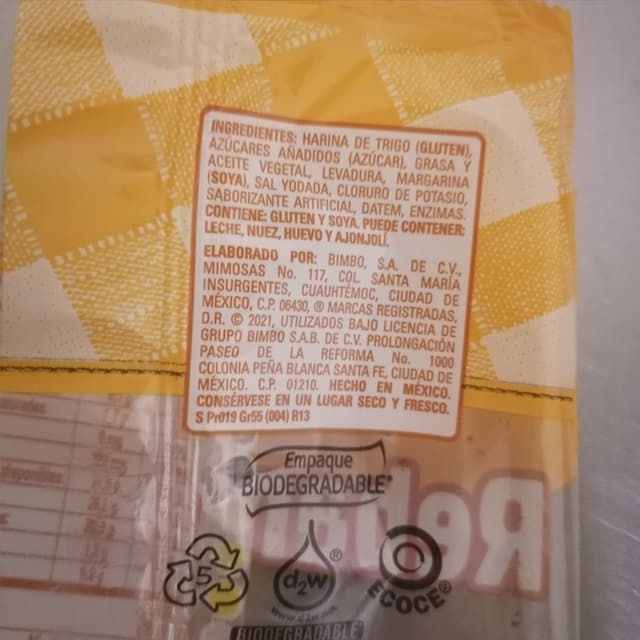 INGREDIENTES: HARINA DE TRIGO (GLUTEN),
AZÚCARES AÑADIDOS (AZÚCAR), GRASA Y
ACEITE VEGETAL, LEVADURA, MARGARINA
(SOYA), SAL YODADA, CLORURO DE POTASIO,
SABORIZANTE ARTIFICIAL, DATEM, ENZIMAS.
CONTIENE: GLUTEN Y SOYA. PUEDE CONTENER:
LECHE, NUEZ, HUEVO Y AJONJOLÍ.
ELABORADO POR: BIMBO, S.A. DE C.V.,
MIMOSAS No. 117, COL. SANTA MARÍA
INSURGENTES, CUAUHTÉMOC, CIUDAD DE
MÉXICO, C.P. 06430, ® MARCAS REGISTRADAS,
D.R. © 2021, UTILIZADOS BAJO LICENCIA DE
GRUPO BIMBO S.A.B. DE C.V. PROLONGACIÓN
PASEO DE LA REFORMA No. 1000
COLONIA PEÑA BLANCA SANTA FE, CIUDAD DE
MÉXICO. C.P. 01210. HECHO EN MÉXICO.
CONSÉRVESE EN UN LUGAR SECO Y FRESCO.
S Pr019 Gr55 (004) R13
Empaque
BIODEGRADABLE*
5
d2w®
ECOCE®
BIODEGRADABLE